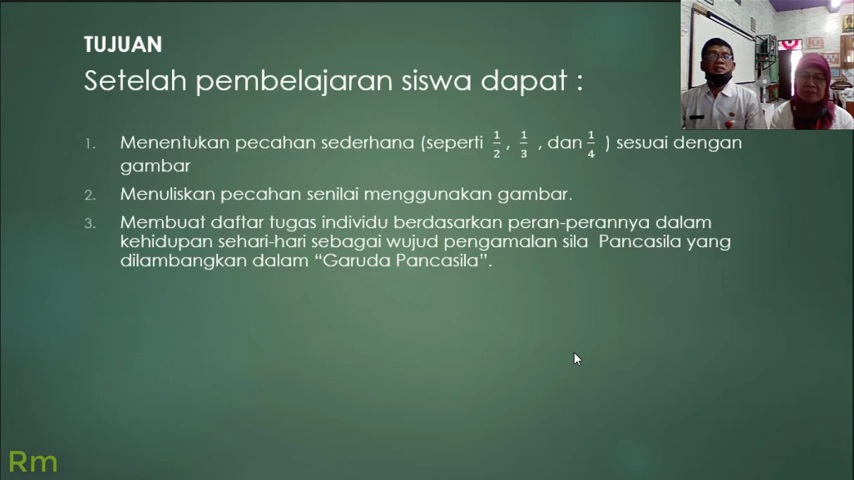 TUJUAN
Setelah pembelajaran siswa dapat :
1. Menentukan pecahan sederhana (seperti 1/2 , 1/3 , dan 1/4 ) sesuai dengan
gambar
2. Menuliskan pecahan senilai menggunakan gambar.
3. Membuat daftar tugas individu berdasarkan peran-perannya dalam
kehidupan sehari-hari sebagai wujud pengamalan sila Pancasila yang
dilambangkan dalam “Garuda Pancasila”.
Rm